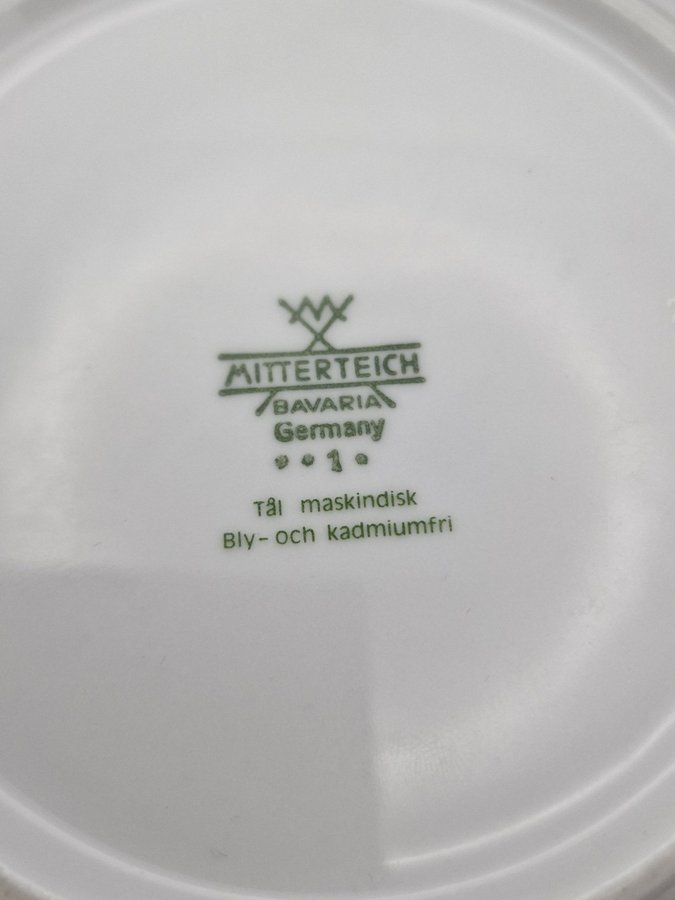 MITTERTEICH
BAVARIA
Germany
• • 1 •
Tål maskindisk
Bly- och kadmiumfri